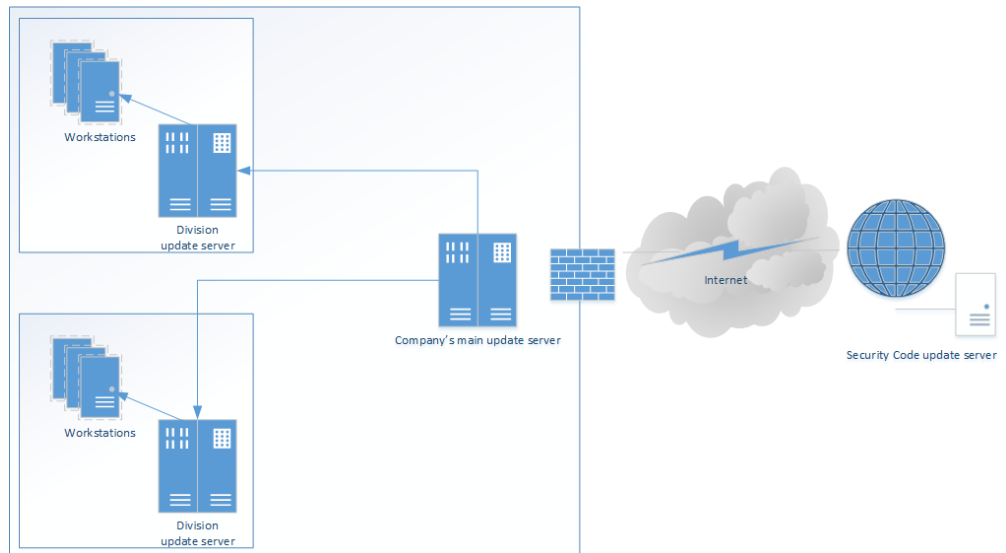 Workstations
Division
update server
Company's main update server
Internet
Security Code update server
Workstations
Division
update server